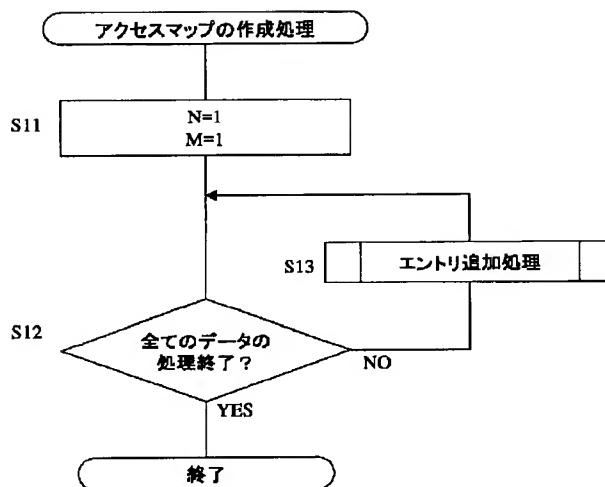 アクセスマップの作成処理
S11
N=1
M=1
S13
エントリ追加処理
S12
全てのデータの
処理終了？
NO
YES
終了